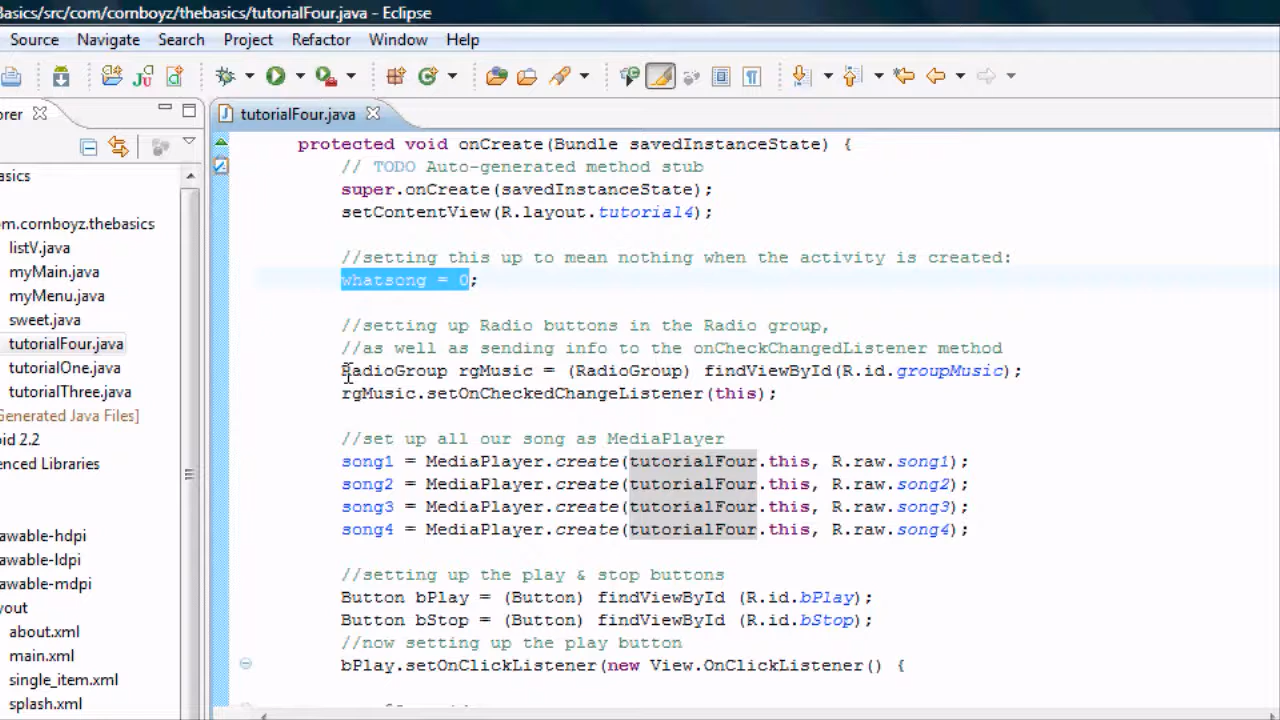 Basics/src/com/cornboyz/thebasics/tutorialFour.java - Eclipse
Source Navigate Search Project Refactor Run Window Help
orer
tutorialFour.java
asics
m.cornboyz.thebasics
listV.java
myMain.java
myMenu.java
sweet.java
tutorialFour.java
tutorialOne.java
tutorialThree.java
Generated Java Files]
oid 2.2
enced Libraries
awable-hdpi
awable-ldpi
awable-mdpi
yout
about.xml
main.xml
single_item.xml
splash.xml
protected void onCreate(Bundle savedInstanceState) {
// TODO Auto-generated method stub
super.onCreate(savedInstanceState);
setContentView(R.layout.tutorial4);
//setting this up to mean nothing when the activity is created:
whatsong = 0;
//setting up Radio buttons in the Radio group,
//as well as sending info to the onCheckChangedListener method
RadioGroup rgMusic = (RadioGroup) findViewById(R.id.groupMusic);
rgMusic.setOnCheckedChangeListener(this);
//set up all our song as MediaPlayer
song1 = MediaPlayer.create(tutorialFour.this, R.raw.song1);
song2 = MediaPlayer.create(tutorialFour.this, R.raw.song2);
song3 = MediaPlayer.create(tutorialFour.this, R.raw.song3);
song4 = MediaPlayer.create(tutorialFour.this, R.raw.song4);
//setting up the play & stop buttons
Button bPlay = (Button) findViewById (R.id.bPlay);
Button bStop = (Button) findViewById (R.id.bStop);
//now setting up the play button
bPlay.setOnClickListener(new View.OnClickListener() {